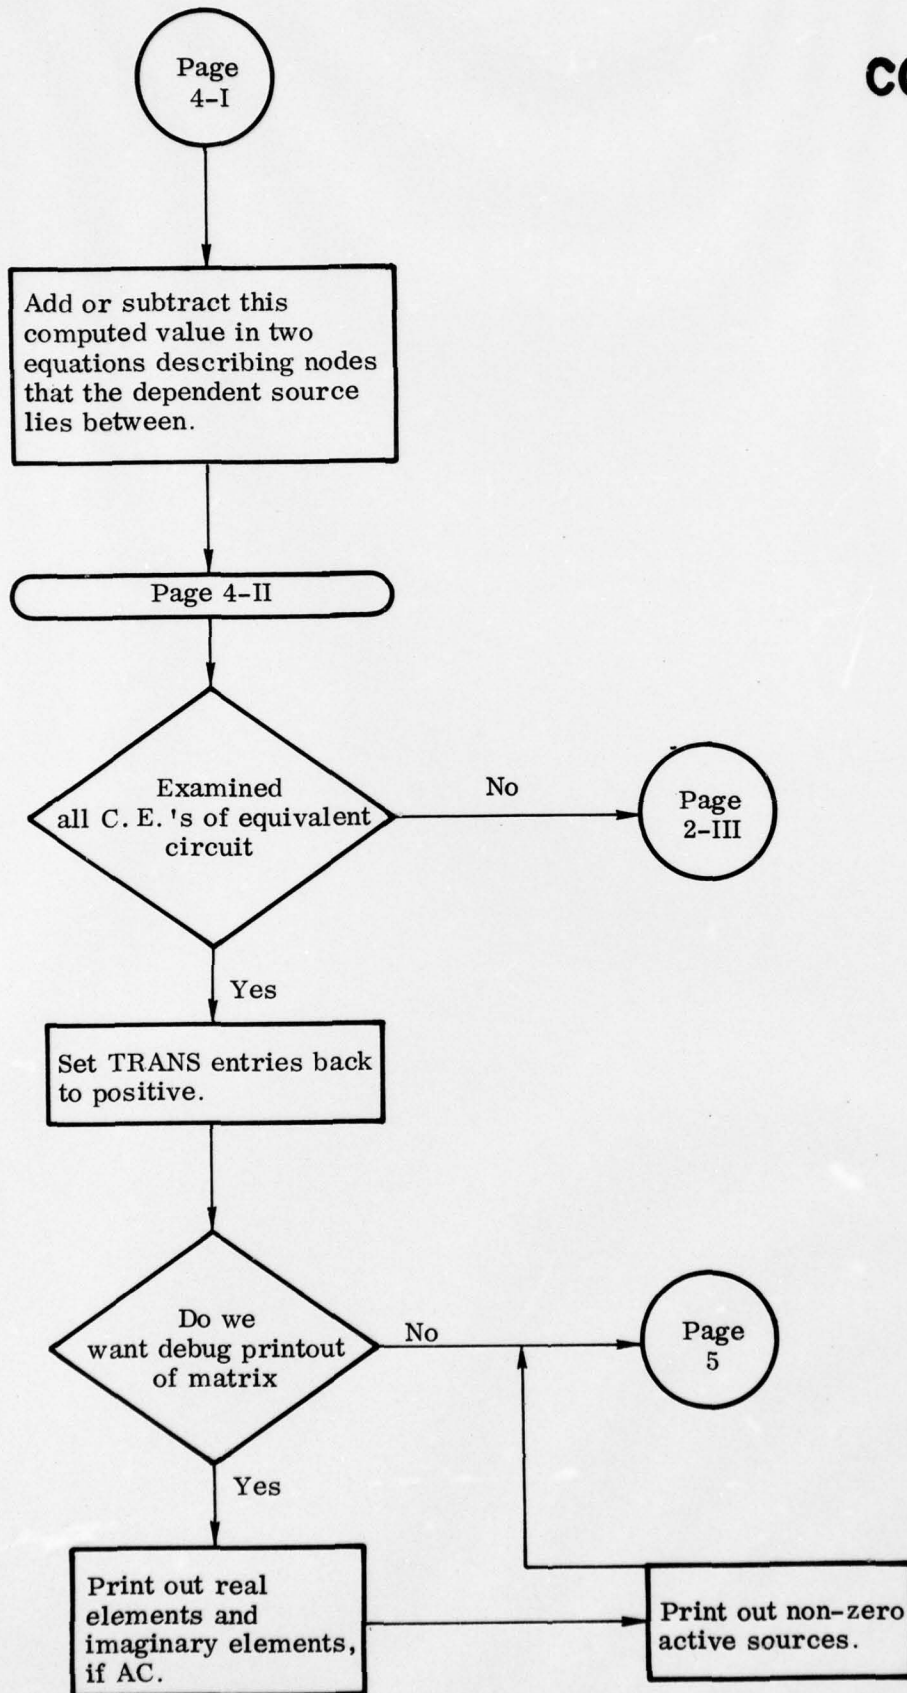 Page
4-I
Add or subtract this
computed value in two
equations describing nodes
that the dependent source
lies between.
Page 4-II
Examined
all C. E. 's of equivalent
circuit
No
Page
2-III
Yes
Set TRANS entries back
to positive.
Do we
want debug printout
of matrix
No
Page
5
Yes
Print out real
elements and
imaginary elements,
if AC.
Print out non-zero
active sources.